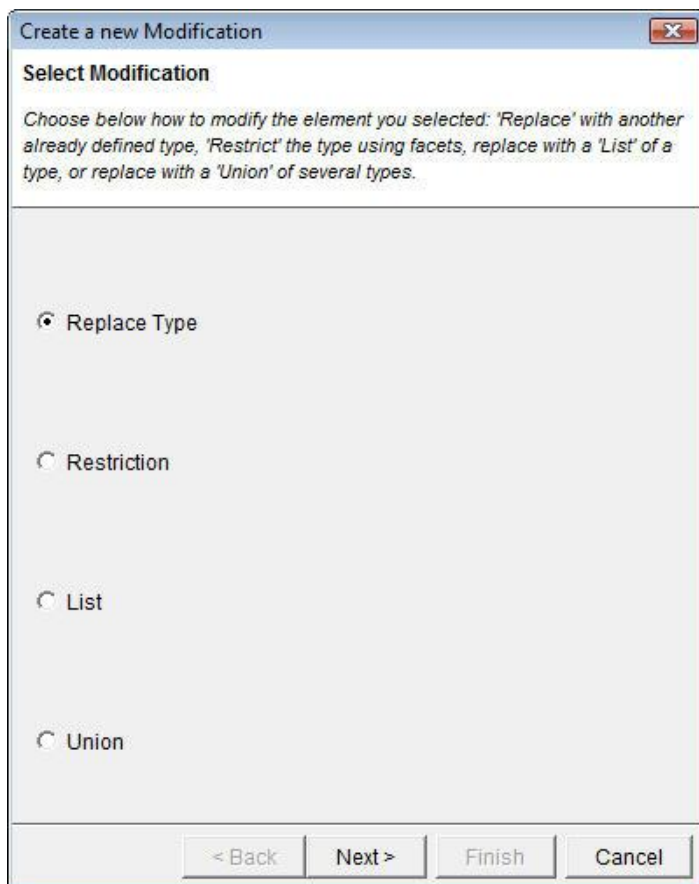 Create a new Modification
Select Modification
Choose below how to modify the element you selected: 'Replace' with another
already defined type, 'Restrict' the type using facets, replace with a 'List' of a
type, or replace with a 'Union' of several types.
Replace Type
Restriction
List
Union
< Back Next > Finish Cancel